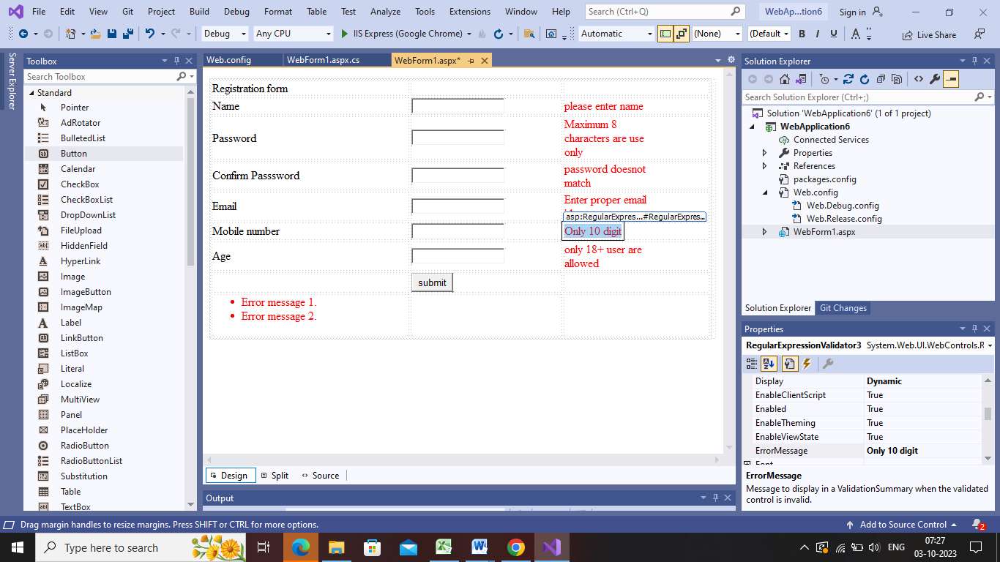 File Edit View Git Project Build Debug Format Table Test Analyze Tools Extensions Window Help Search (Ctrl+Q) WebAp...tion6 Sign in
Debug Any CPU IIS Express (Google Chrome) Automatic (None) (Default B I U A Live Share
Server Explorer
Toolbox
Search Toolbox
Standard
Pointer
AdRotator
BulletedList
Button
Calendar
CheckBox
CheckBoxList
DropDownList
FileUpload
HiddenField
HyperLink
Image
ImageButton
ImageMap
Label
LinkButton
ListBox
Literal
Localize
MultiView
Panel
PlaceHolder
RadioButton
RadioButtonList
Substitution
Table
TextBox
Web.config WebForm1.aspx.cs WebForm1.aspx*
Registration form
Name please enter name
Password Maximum 8
characters are use
only
Confirm Passsword password doesnot
match
Email Enter proper email
asp:RegularExpres...#RegularExpres...
Mobile number Only 10 digit
Age only 18+ user are
allowed
submit
Error message 1.
Error message 2.
Design Split Source
Output
Solution Explorer
Search Solution Explorer (Ctrl+;)
Solution 'WebApplication6' (1 of 1 project)
WebApplication6
Connected Services
Properties
References
packages.config
Web.config
Web.Debug.config
Web.Release.config
WebForm1.aspx
Solution Explorer Git Changes
Properties
RegularExpressionValidator3 System.Web.UI.WebControls.R
Display Dynamic
EnableClientScript True
Enabled True
EnableTheming True
EnableViewState True
ErrorMessage Only 10 digit
Font
ErrorMessage
Message to display in a ValidationSummary when the validated
control is invalid.
Drag margin handles to resize margins. Press SHIFT or CTRL for more options. Add to Source Control 2
Type here to search ENG 07:27
03-10-2023